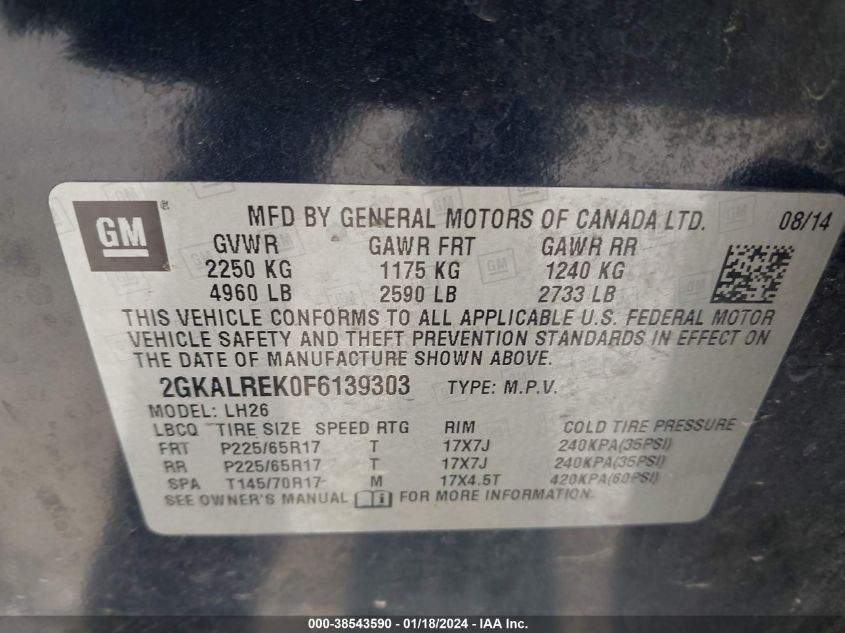 GM ® MFD BY GENERAL MOTORS OF CANADA LTD. 08/14
GVWR GAWR FRT GAWR RR
2250 KG 1175 KG 1240 KG
4960 LB 2590 LB 2733 LB
THIS VEHICLE CONFORMS TO ALL APPLICABLE U.S. FEDERAL MOTOR
VEHICLE SAFETY AND THEFT PREVENTION STANDARDS IN EFFECT ON
THE DATE OF MANUFACTURE SHOWN ABOVE.
2GKALREK0F6139303 TYPE: M.P.V.
MODEL: LH26
LBCQ TIRE SIZE SPEED RTG RIM COLD TIRE PRESSURE
FRT P225/65R17 T 17X7J 240KPA(35PSI)
RR P225/65R17 T 17X7J 240KPA(35PSI)
SPA T145/70R17 M 17X4.5T 420KPA(60PSI)
SEE OWNER'S MANUAL FOR MORE INFORMATION.
000-38543590 - 01/18/2024 - IAA Inc.